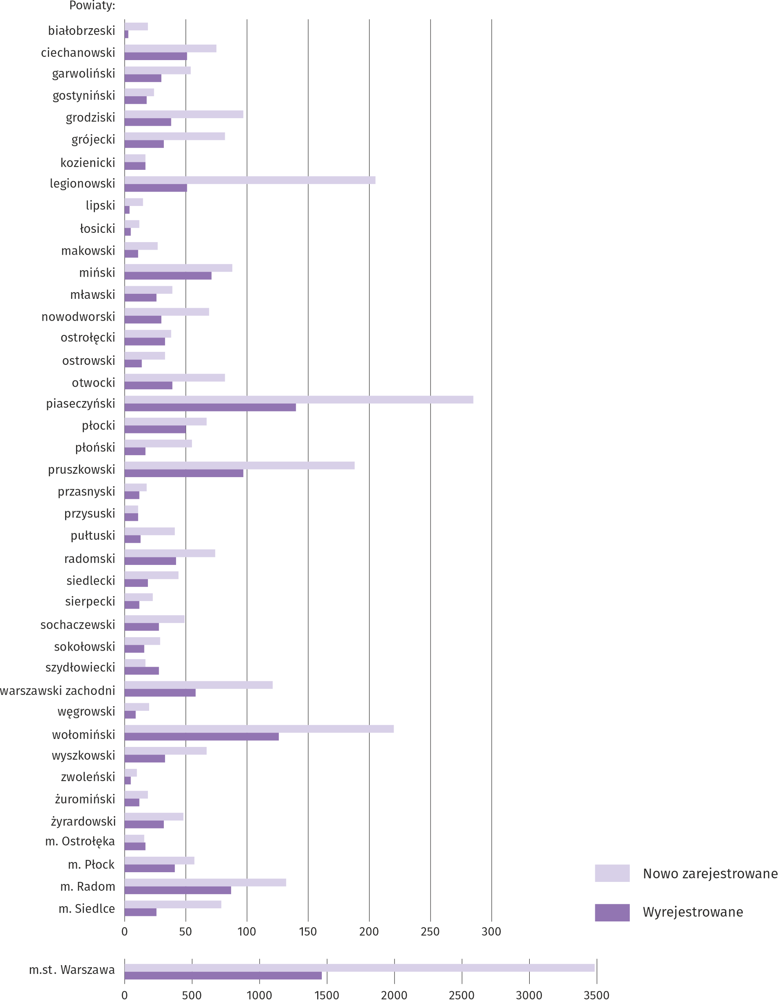 Powiaty:
białobrzeski
ciechanowski
garwoliński
gostyniński
grodziski
grójecki
kozienicki
legionowski
lipski
łosicki
makowski
miński
mławski
nowodworski
ostrołęcki
ostrowski
otwocki
piaseczyński
płocki
płoński
pruszkowski
przasnyski
przysuski
pułtuski
radomski
siedlecki
sierpecki
sochaczewski
sokołowski
szydłowiecki
warszawski zachodni
węgrowski
wołomiński
wyszkowski
zwoleński
żuromiński
żyrardowski
m. Ostrołęka
m. Płock
m. Radom
m. Siedlce
0 50 100 150 200 250 300
m.st. Warszawa
0 500 1000 1500 2000 2500 3000 3500
Nowo zarejestrowane
Wyrejestrowane